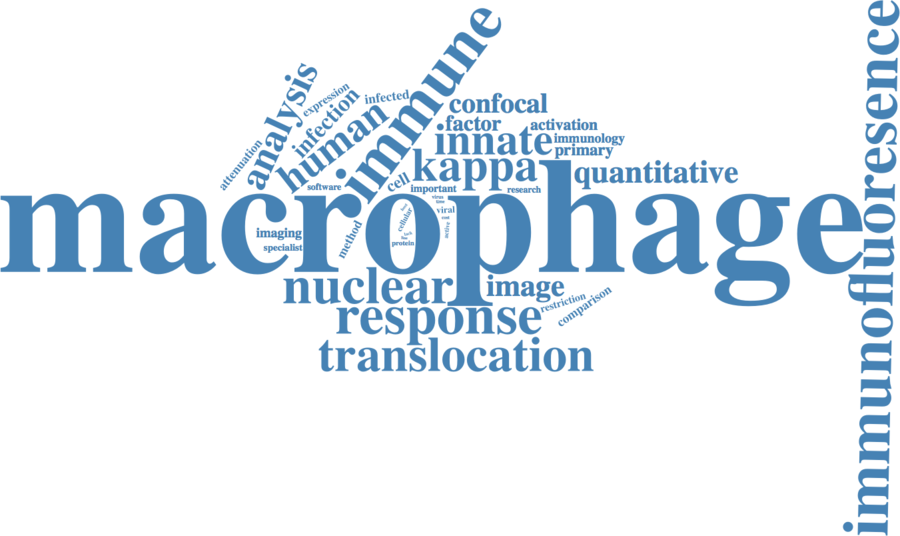 macrophage
immunofluoresence
immune
analysis
expression
infection
infected
human
attenuation
software
confocal
factor
activation
innate
immunology
primary
kappa
quantitative
cell
important
research
virus
viral
cellular
active
protein
method
imaging
specialist
nuclear
image
restriction
comparison
response
translocation